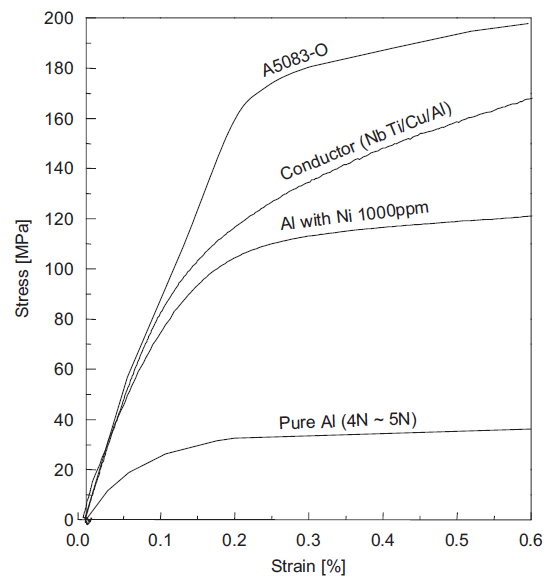 200
180
160
140
120
100
80
60
40
20
0
Stress [MPa]
A5083-O
Conductor (NbTi/Cu/Al)
Al with Ni 1000ppm
Pure Al (4N ~ 5N)
0.0 0.1 0.2 0.3 0.4 0.5 0.6
Strain [%]